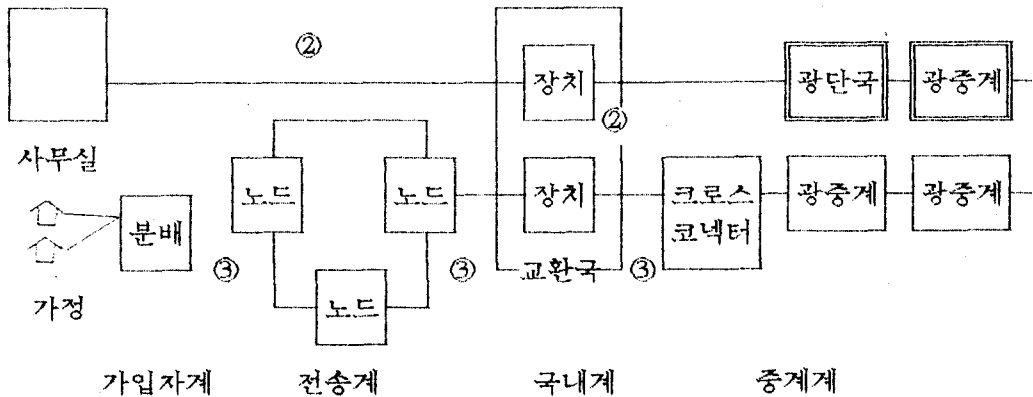 ②
장치
광단국
광중계
②
사무실
노드
노드
장치
크로스
코넥터
광중계
광중계
분배
③
③
교환국
③
가정
노드
가입자계
전송계
국내계
중계계